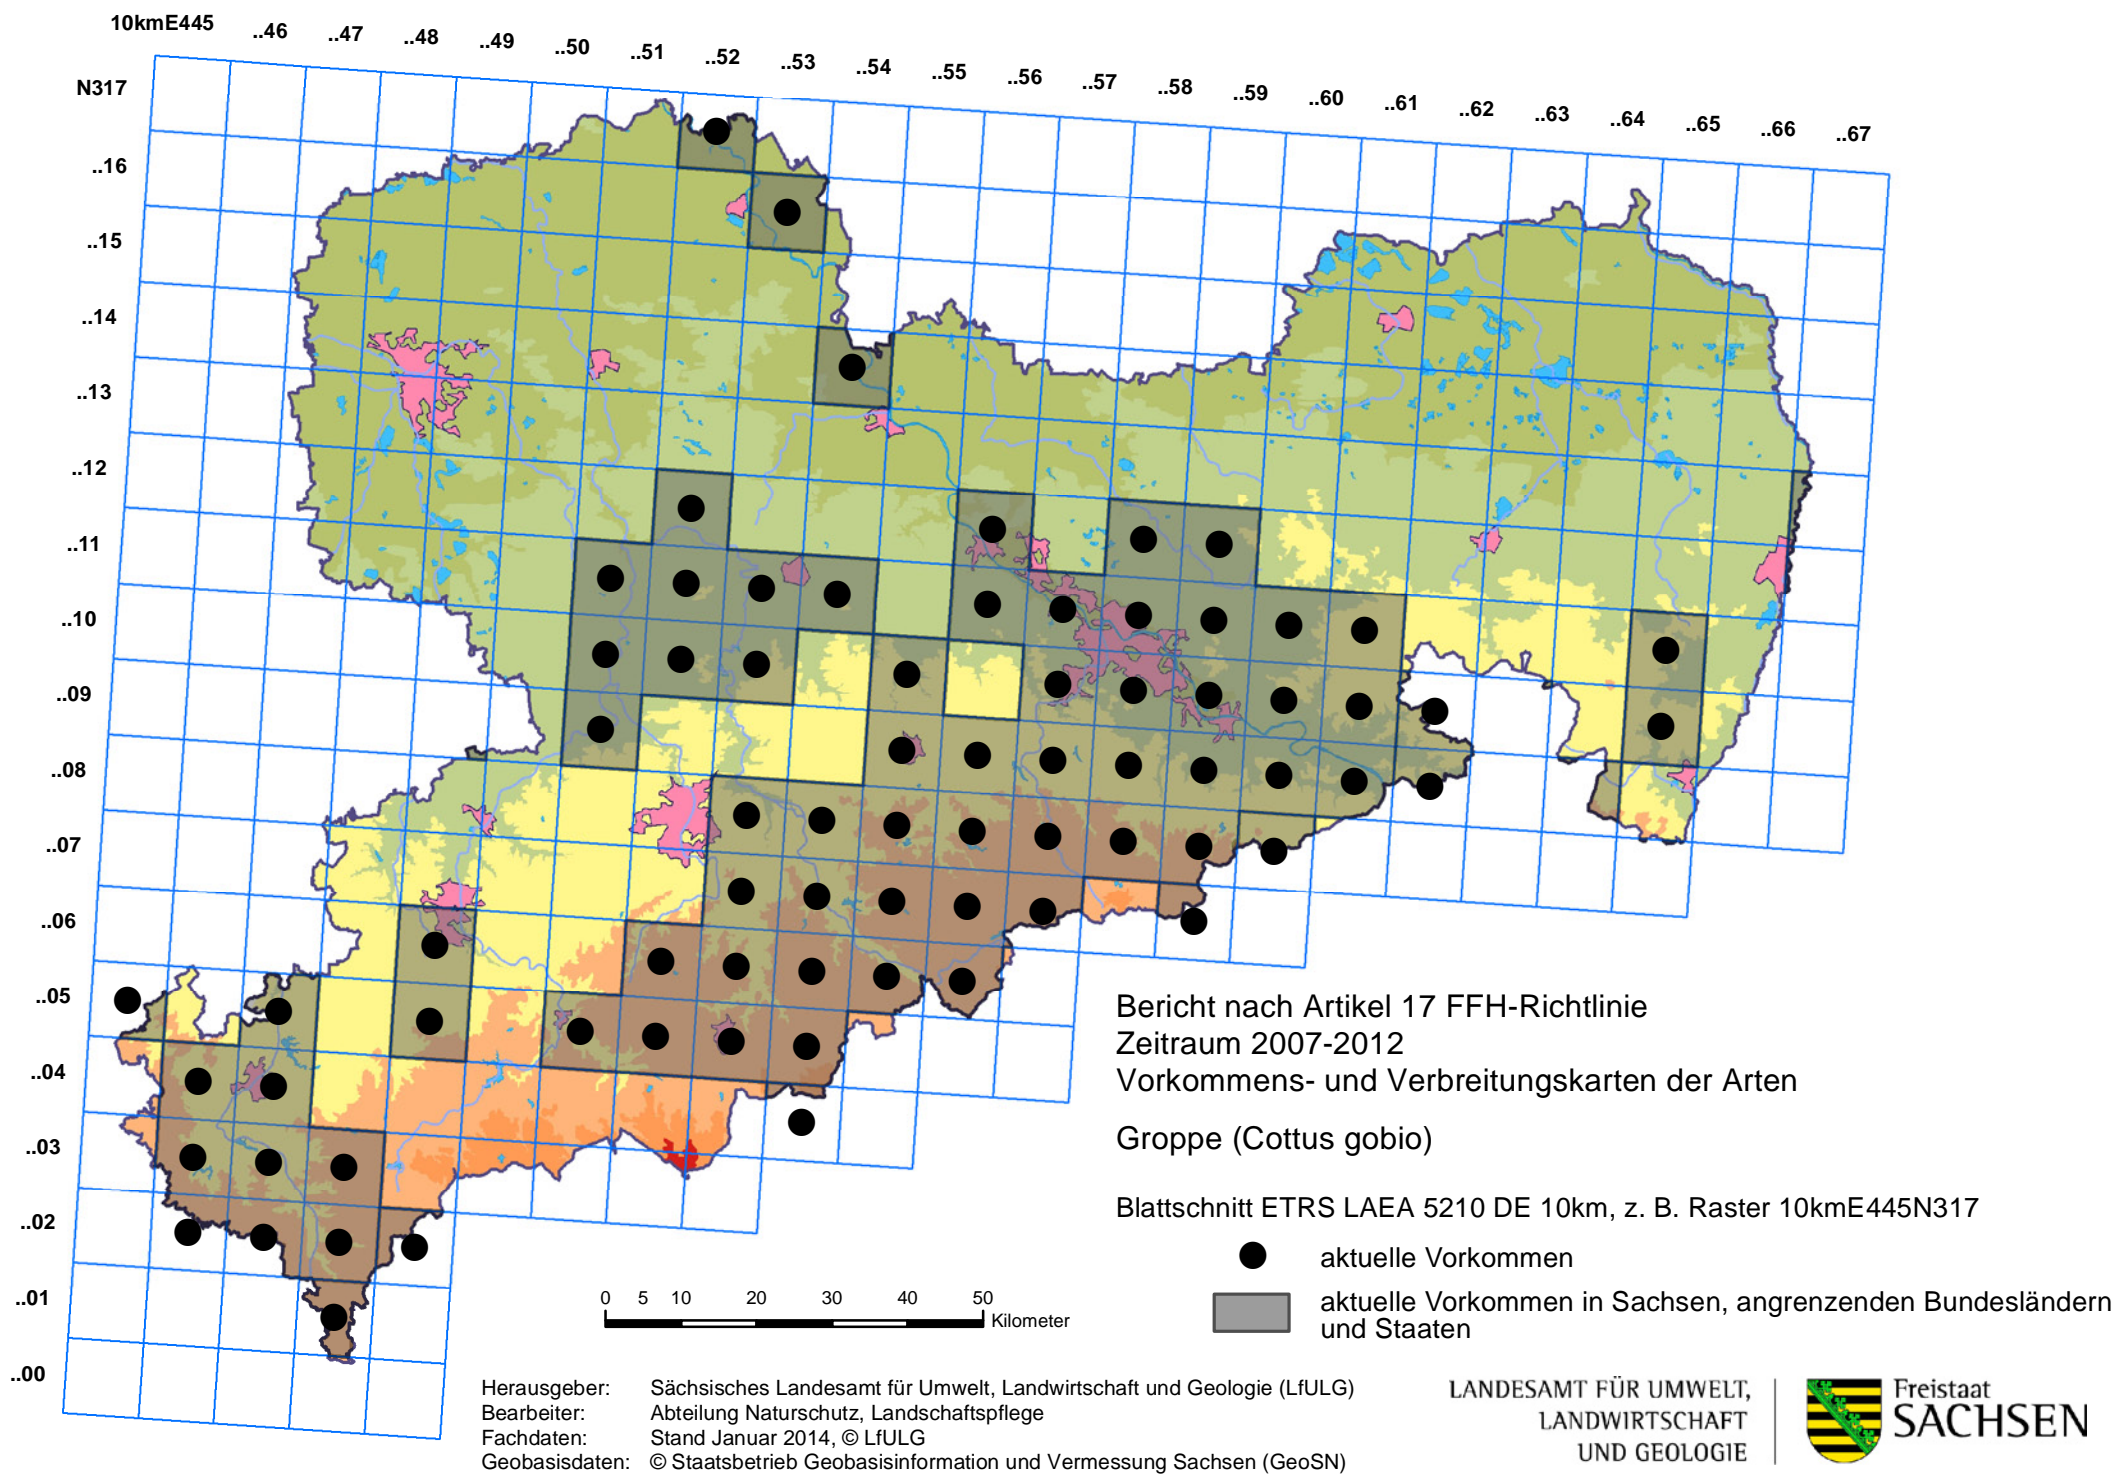 10kmE445 ..46 ..47 ..48 ..49 ..50 ..51 ..52 ..53 ..54 ..55 ..56 ..57 ..58 ..59 ..60 ..61 ..62 ..63 ..64 ..65 ..66 ..67
N317
..16
..15
..14
..13
..12
..11
..10
..09
..08
..07
..06
..05
..04
..03
..02
..01
..00
Bericht nach Artikel 17 FFH-Richtlinie
Zeitraum 2007-2012
Vorkommens- und Verbreitungskarten der Arten
Groppe (Cottus gobio)
Blattschnitt ETRS LAEA 5210 DE 10km, z. B. Raster 10kmE445N317
aktuelle Vorkommen
aktuelle Vorkommen in Sachsen, angrenzenden Bundesländern
und Staaten
0 5 10 20 30 40 50
Kilometer
Herausgeber: Sächsisches Landesamt für Umwelt, Landwirtschaft und Geologie (LfULG)
Bearbeiter: Abteilung Naturschutz, Landschaftspflege
Fachdaten: Stand Januar 2014, © LfULG
Geobasisdaten: © Staatsbetrieb Geobasisinformation und Vermessung Sachsen (GeoSN)
LANDESAMT FÜR UMWELT,
LANDWIRTSCHAFT
UND GEOLOGIE
Freistaat
SACHSEN